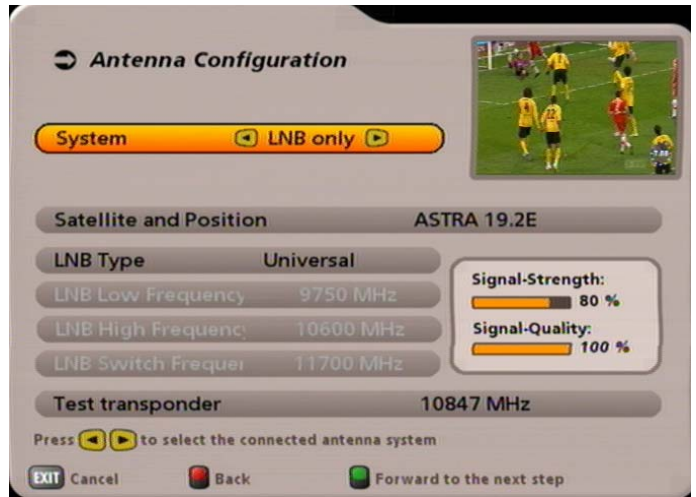 Antenna Configuration
System LNB only
Satellite and Position ASTRA 19.2E
LNB Type Universal
LNB Low Frequency 9750 MHz
LNB High Frequenc
10600 MHz
LNB Switch Freque
11700 MHz
Signal-Strength:
80 %
Signal-Quality:
100 %
Test transponder 10847 MHz
Press to select the connected antenna system
EXIT Cancel Back Forward to the next step
22